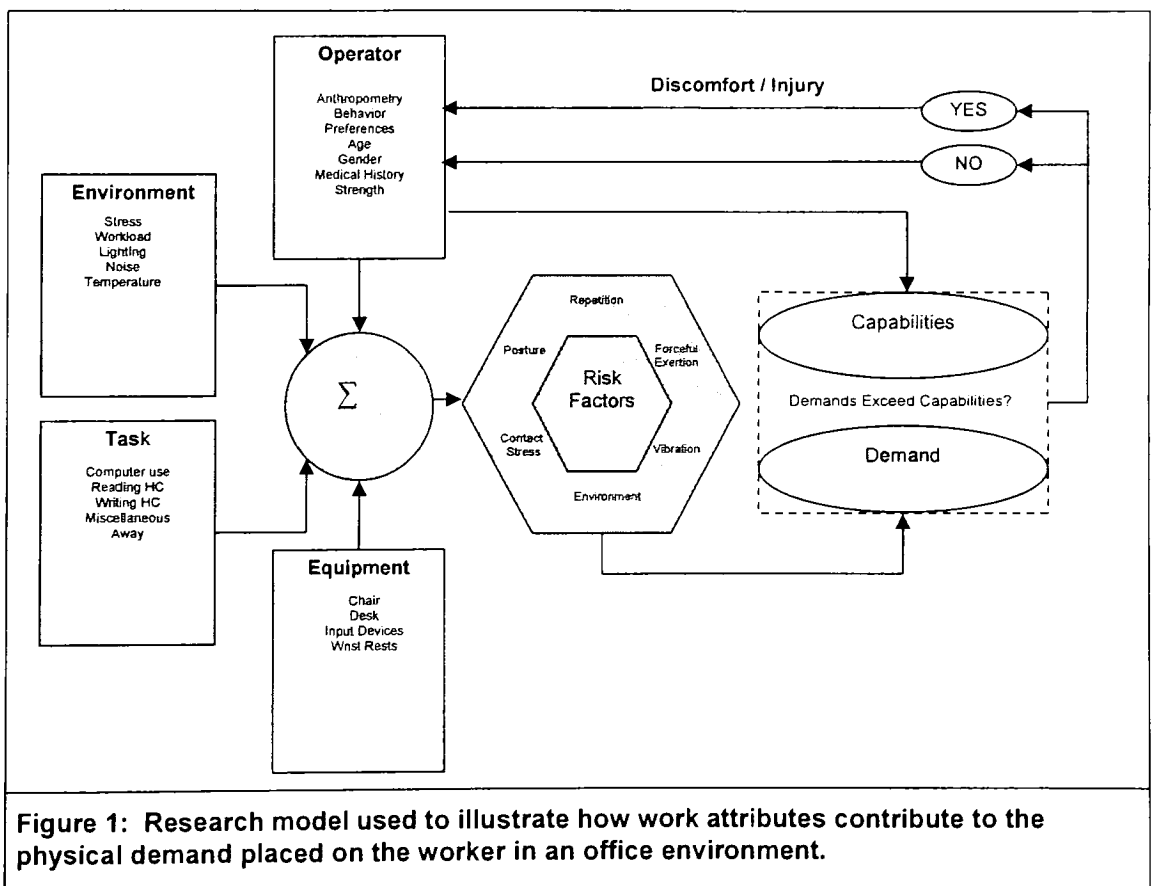 Operator
Anthropometry
Behavior
Preferences
Age
Gender
Medical History
Strength
Discomfort / Injury
YES
NO
Environment
Stress
Workload
Lighting
Noise
Temperature
Task
Computer use
Reading HC
Writing HC
Miscellaneous
Away
Σ
Equipment
Chair
Desk
Input Devices
Wrist Rests
Repetition
Posture
Forceful
Exertion
Risk
Factors
Contact
Stress
Vibration
Environment
Capabilities
Demands Exceed Capabilities?
Demand
Figure 1: Research model used to illustrate how work attributes contribute to the
physical demand placed on the worker in an office environment.